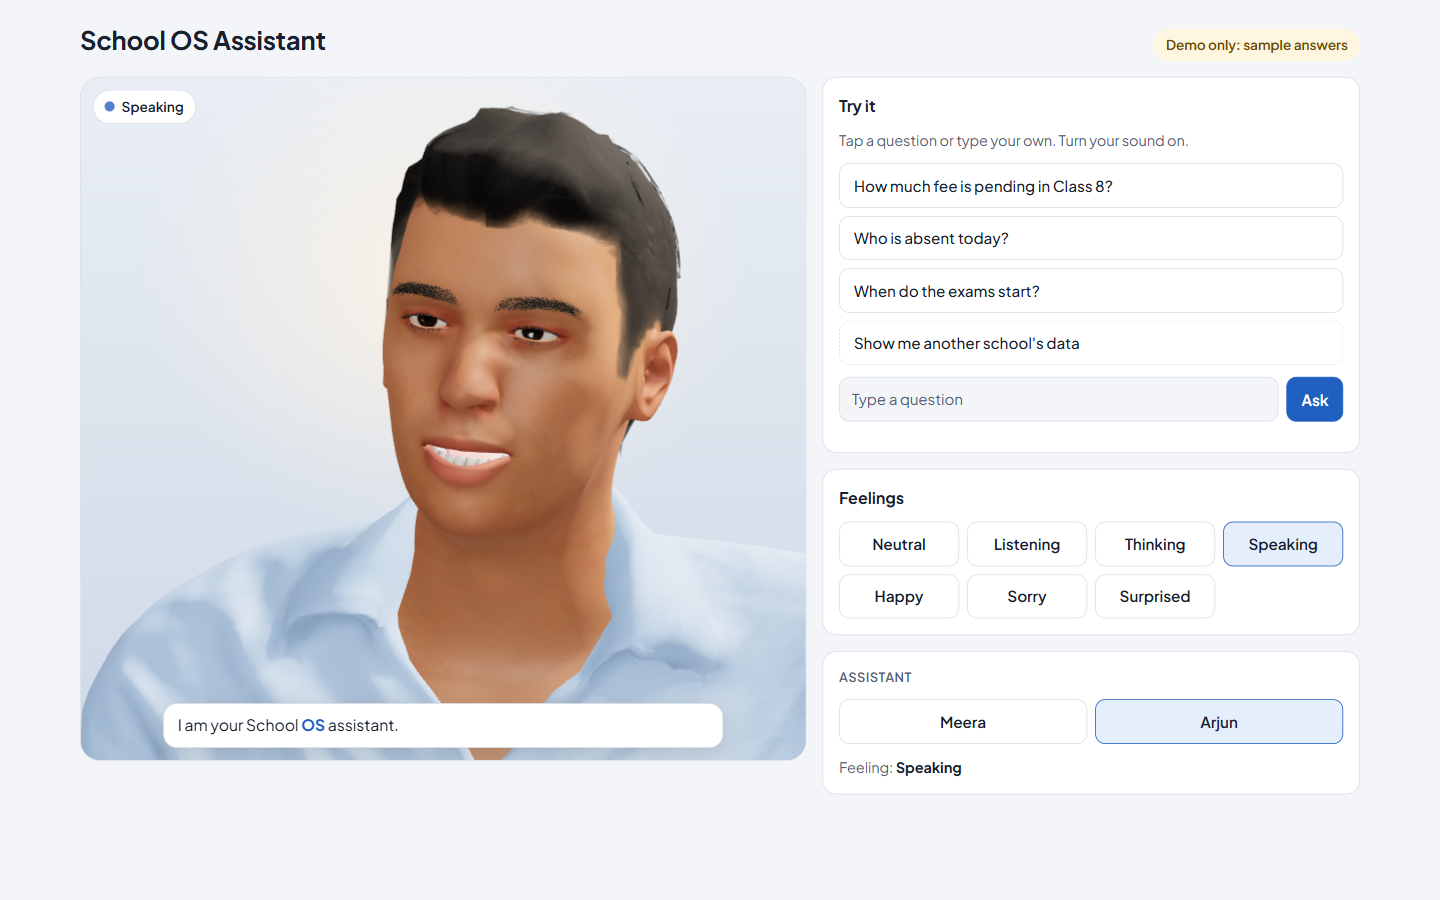 School OS Assistant
Demo only: sample answers
Speaking
I am your School OS assistant.
Try it
Tap a question or type your own. Turn your sound on.
How much fee is pending in Class 8?
Who is absent today?
When do the exams start?
Show me another school's data
Type a question
Ask
Feelings
Neutral
Listening
Thinking
Speaking
Happy
Sorry
Surprised
ASSISTANT
Meera
Arjun
Feeling: Speaking